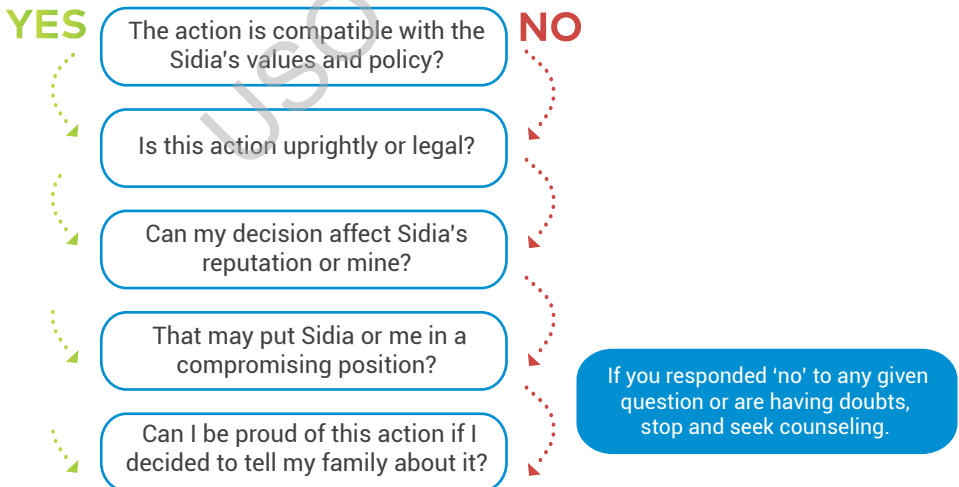 YES
NO
The action is compatible with the
Sidia's values and policy?
Is this action uprightly or legal?
Can my decision affect Sidia's
reputation or mine?
That may put Sidia or me in a
compromising position?
Can I be proud of this action if I
decided to tell my family about it?
If you responded ‘no’ to any given
question or are having doubts,
stop and seek counseling.
USO